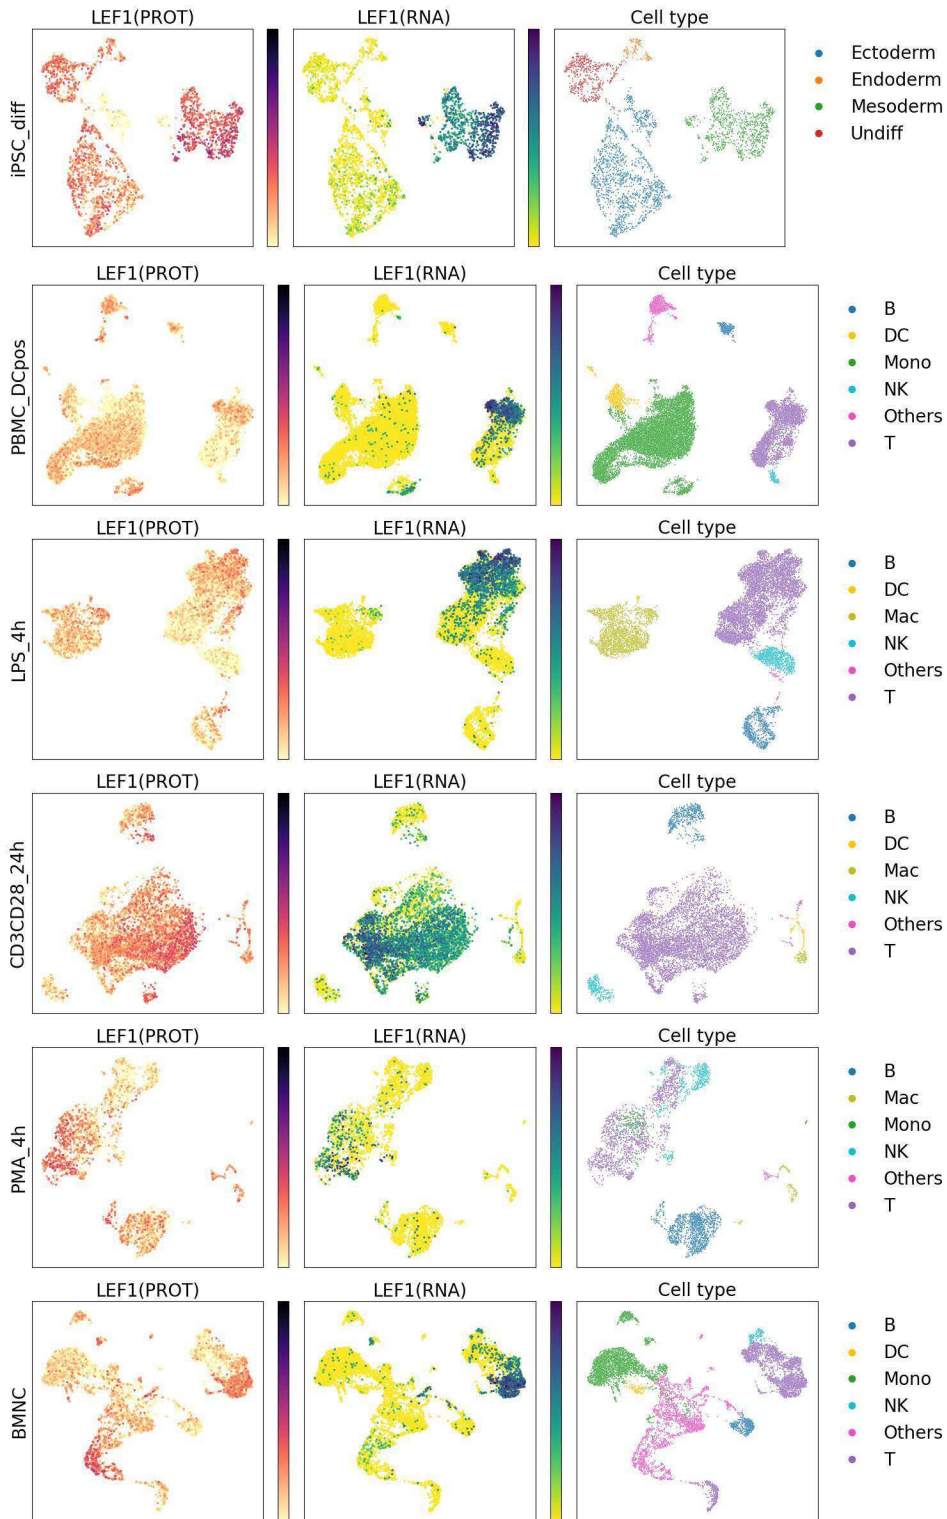 LEF1(PROT) LEF1(RNA) Cell type
iPSC_diff
Ectoderm
Endoderm
Mesoderm
Undiff
LEF1(PROT) LEF1(RNA) Cell type
PBMC_DCpos
B
DC
Mono
NK
Others
T
LEF1(PROT) LEF1(RNA) Cell type
LPS_4h
B
DC
Mac
NK
Others
T
LEF1(PROT) LEF1(RNA) Cell type
CD3CD28_24h
B
DC
Mac
NK
Others
T
LEF1(PROT) LEF1(RNA) Cell type
PMA_4h
B
Mac
Mono
NK
Others
T
LEF1(PROT) LEF1(RNA) Cell type
BMNC
B
DC
Mono
NK
Others
T